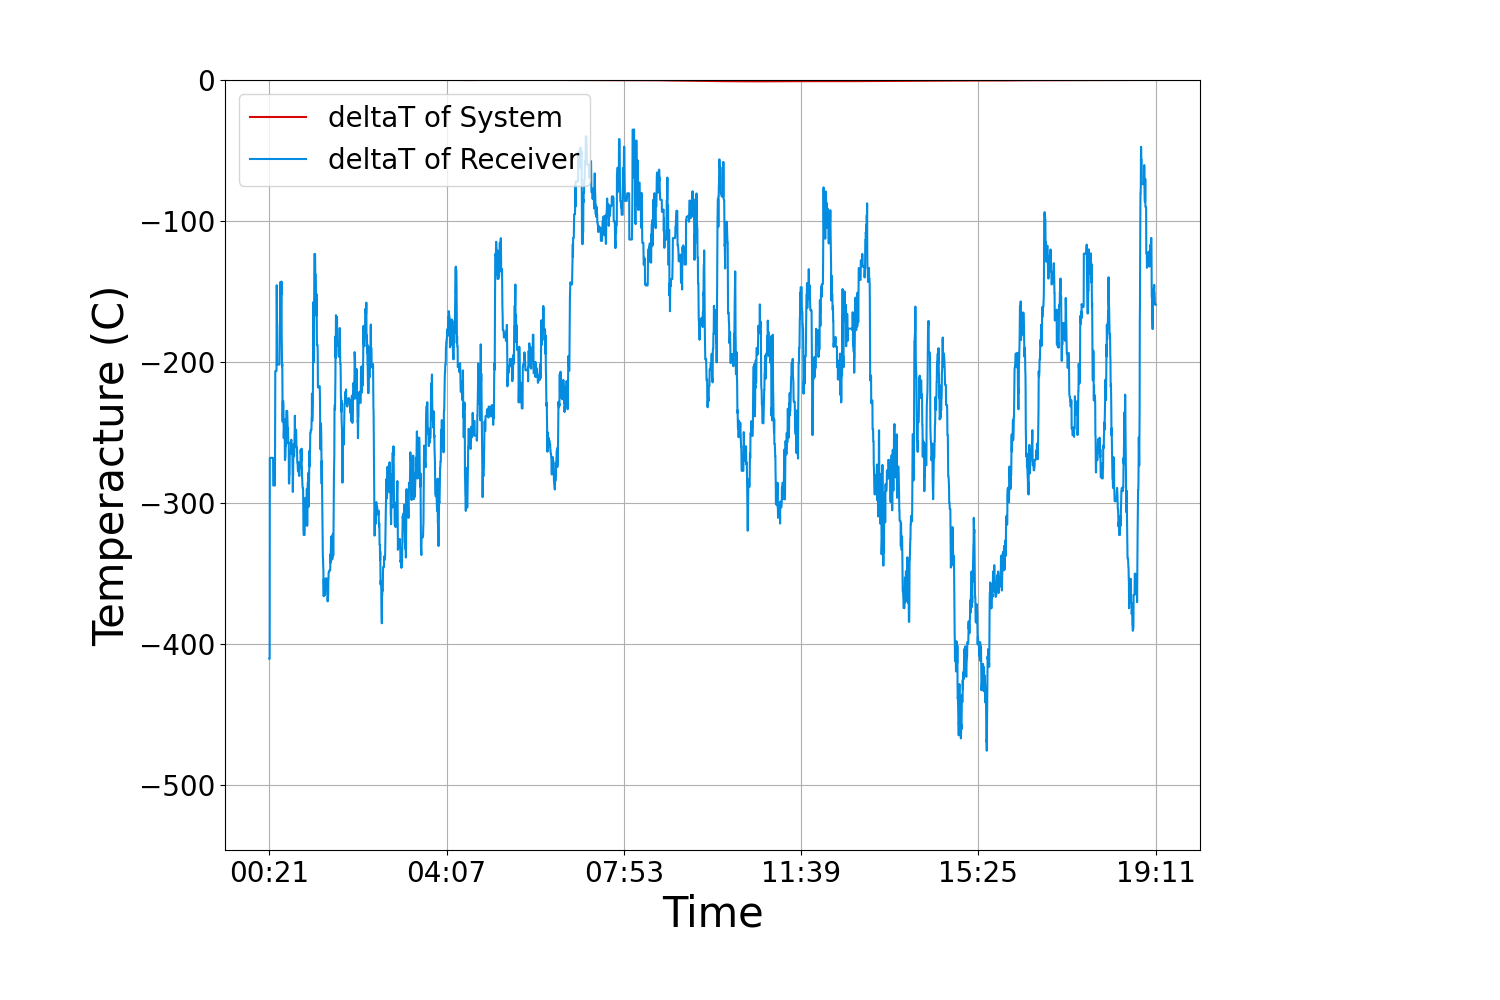 0
−100
−200
−300
−400
−500
Temperacture (C)
deltaT of System
deltaT of Receiver
00:21 04:07 07:53 11:39 15:25 19:11
Time